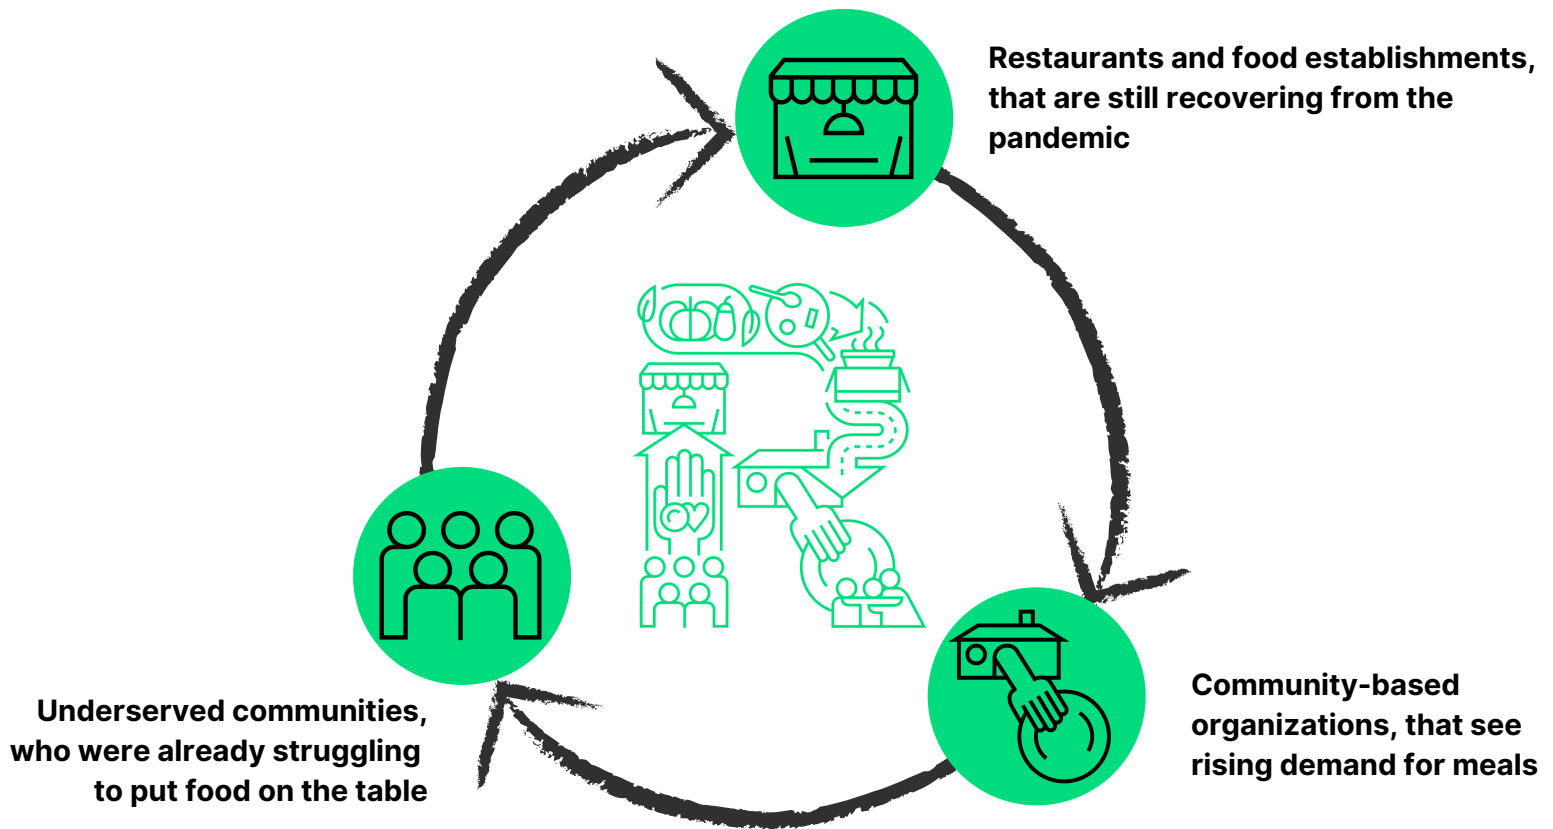 Restaurants and food establishments,
that are still recovering from the
pandemic
Community-based
organizations, that see
rising demand for meals
Underserved communities,
who were already struggling
to put food on the table